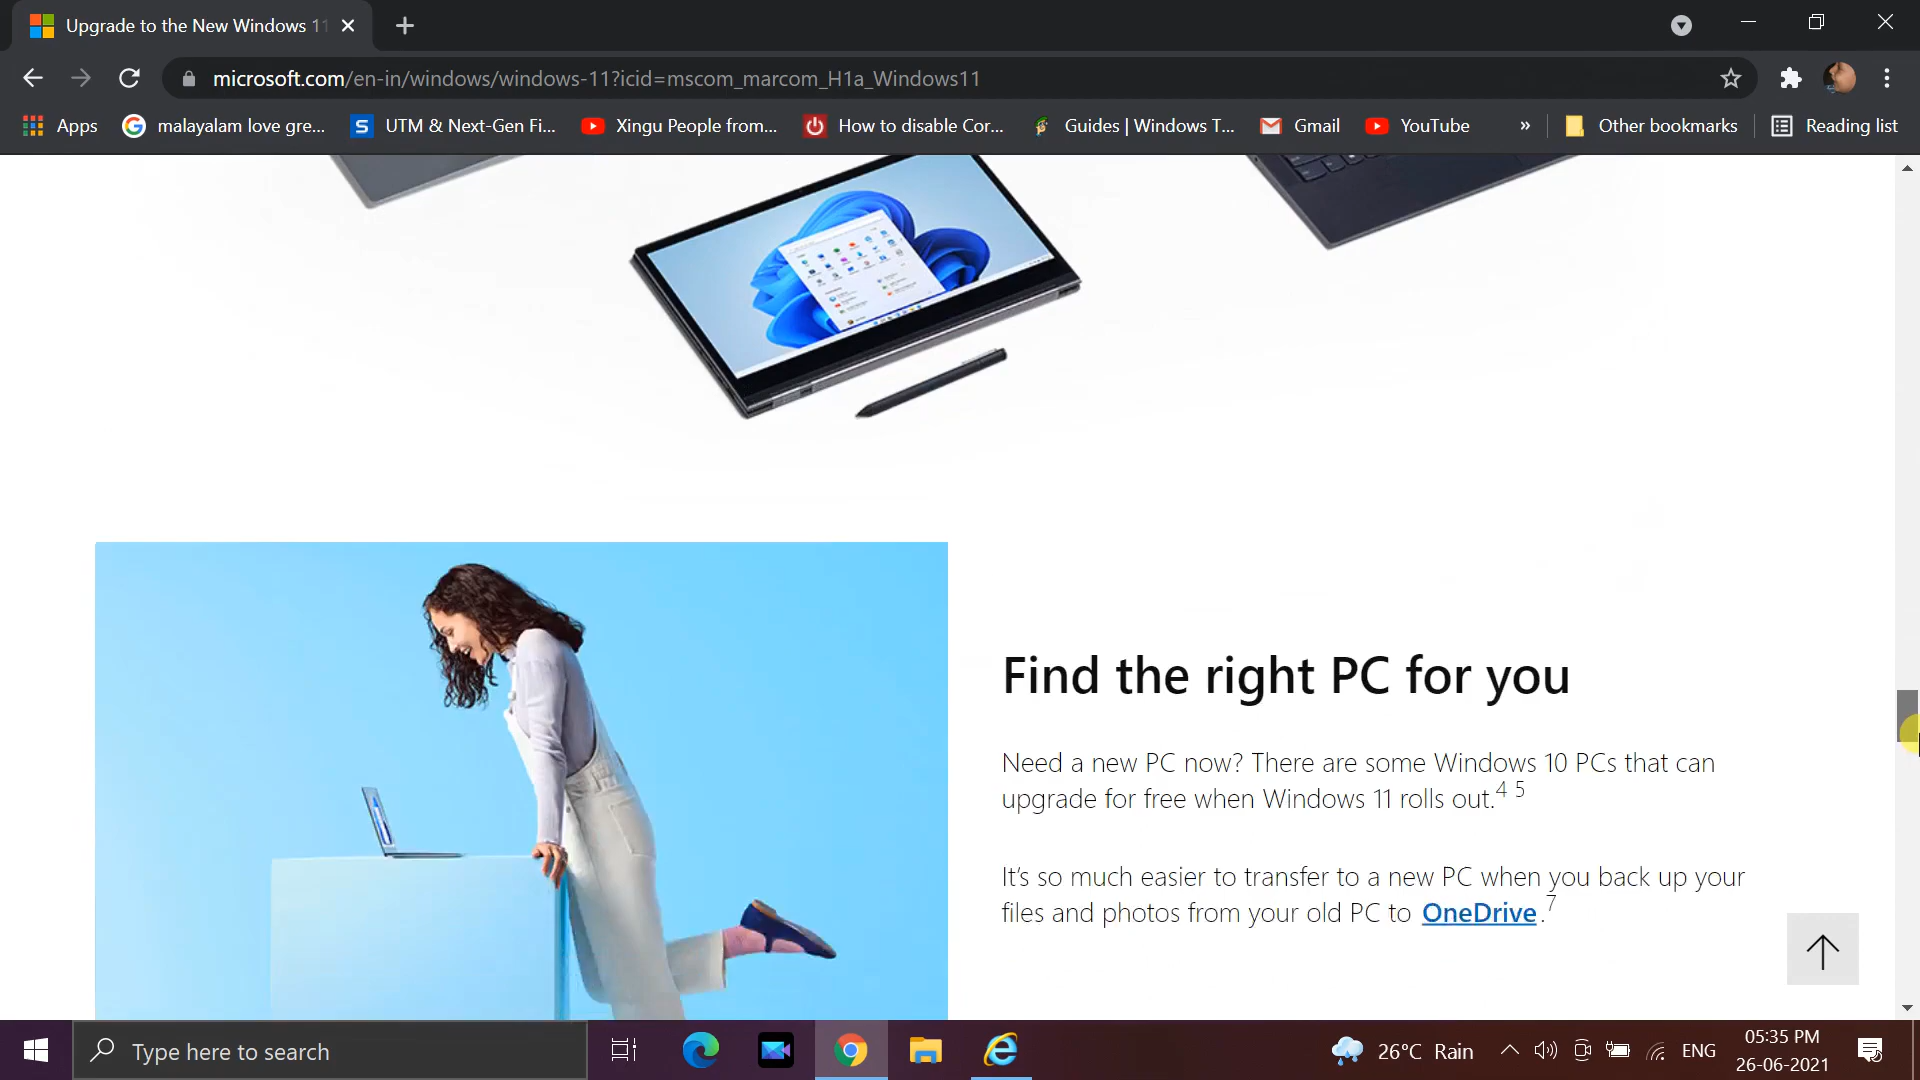 Upgrade to the New Windows 11
microsoft.com/en-in/windows/windows-11?icid=mscom_marcom_H1a_Windows11
Apps malayalam love gre... UTM & Next-Gen Fi... Xingu People from... How to disable Cor... Guides | Windows T... Gmail YouTube » Other bookmarks Reading list
Find the right PC for you
Need a new PC now? There are some Windows 10 PCs that can
upgrade for free when Windows 11 rolls out.4 5
It's so much easier to transfer to a new PC when you back up your
files and photos from your old PC to OneDrive.7
Type here to search
26°C Rain
ENG
05:35 PM
26-06-2021